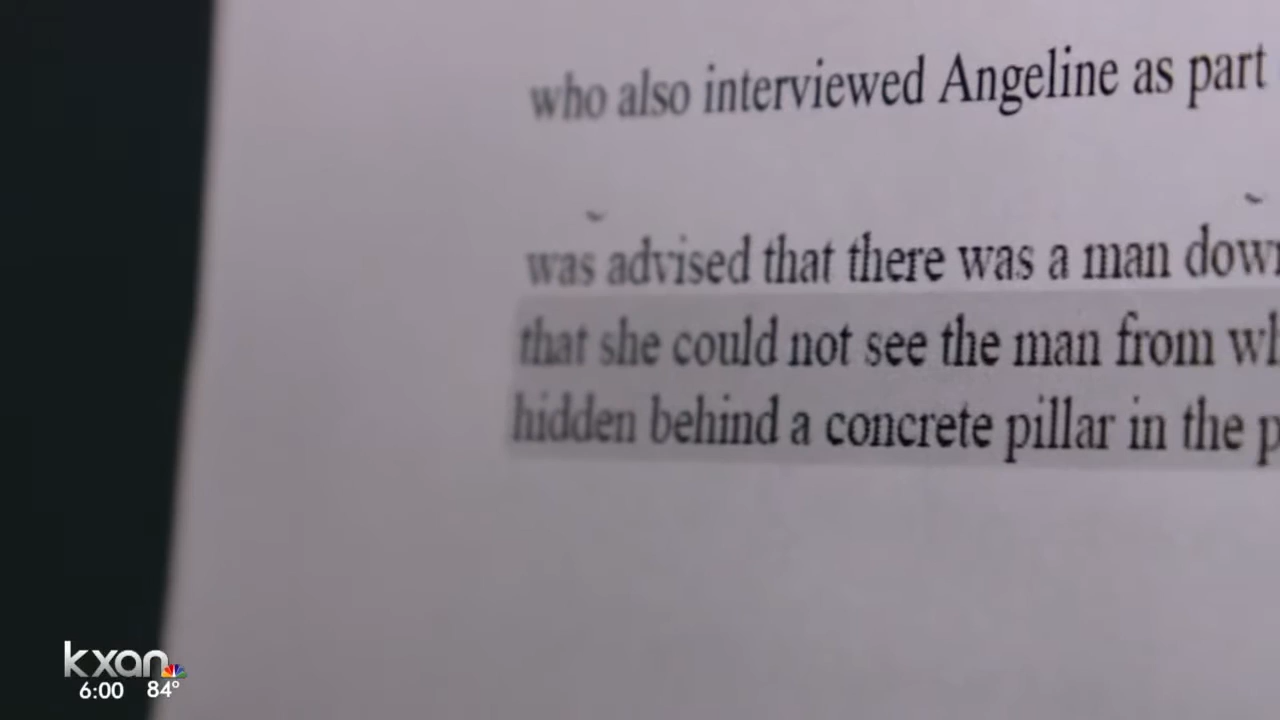 who also interviewed Angeline as part
was advised that there was a man
that she could not see the man from
hidden behind a concrete pillar in the
kxan
6:00 84°